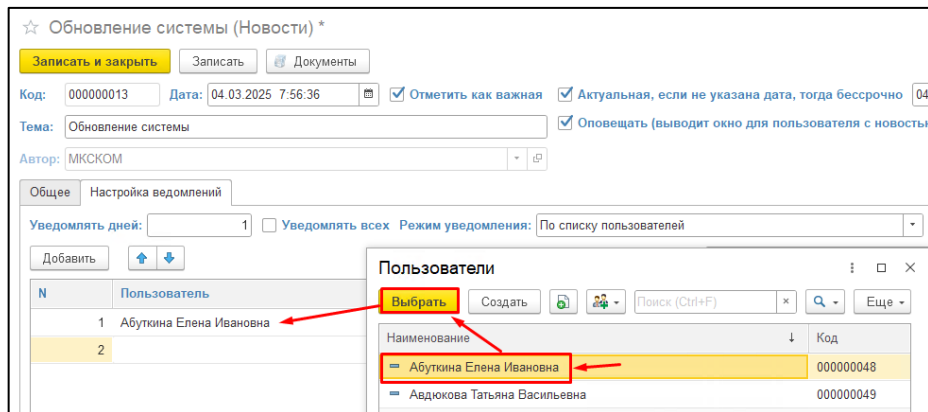 Обновление системы (Новости) *
Записать и закрыть Записать Документы
Код: 000000013 Дата: 04.03.2025 7:56:36 Отметить как важная Актуальная, если не указана дата, тогда бессрочно 04
Тема: Обновление системы Оповещать (выводит окно для пользователя с новостью
Автор: МКСКОМ
Общее Настройка ведомлений
Уведомлять дней: 1 Уведомлять всех Режим уведомления: По списку пользователей
Добавить
N Пользователь
1 Абуткина Елена Ивановна
2
Пользователи
Выбрать Создать Поиск (Ctrl+F) × Еще
Наименование ↓ Код
Абуткина Елена Ивановна 000000048
Авдюкова Татьяна Васильевна 000000049